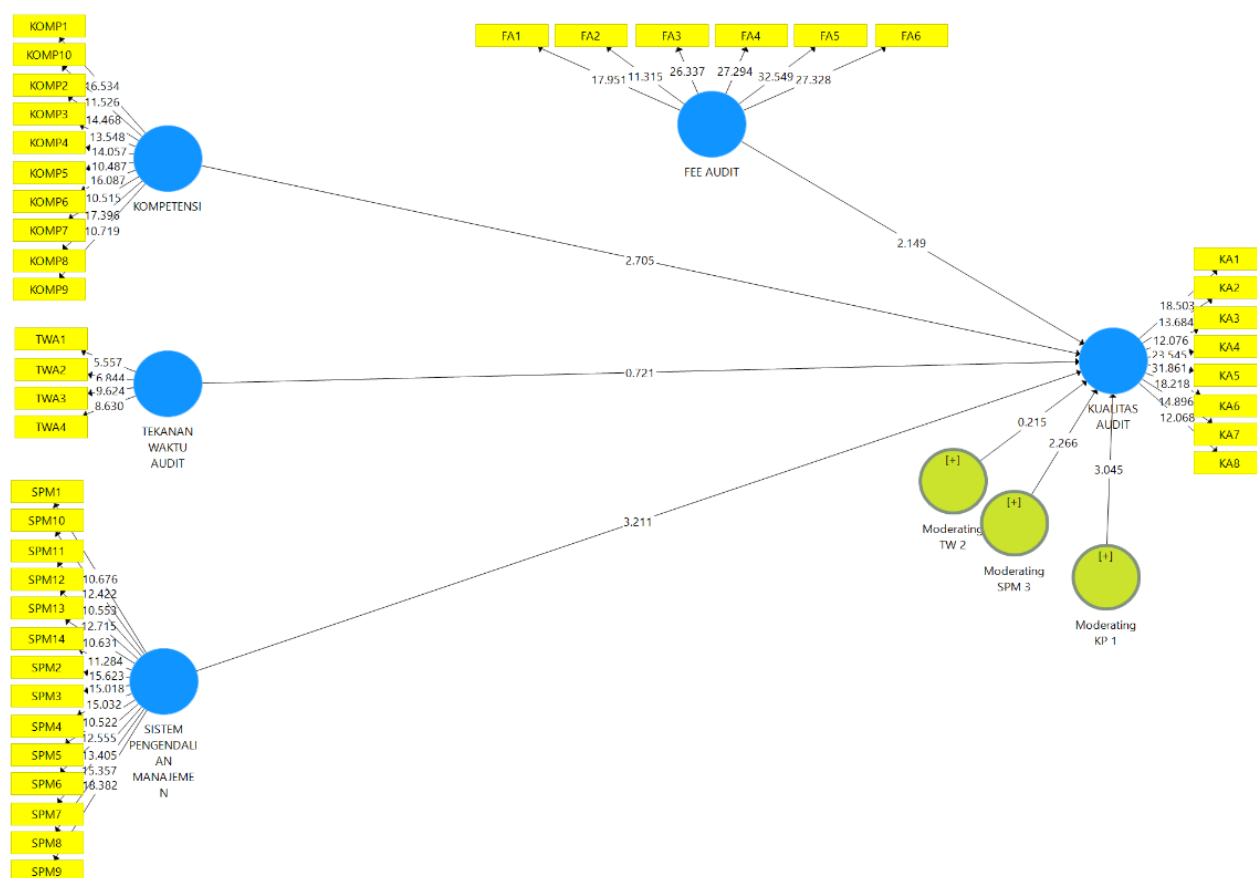 KOMP1
KOMP10
KOMP2
KOMP3
KOMP4
KOMP5
KOMP6
KOMP7
KOMP8
KOMP9
16.534
11.526
14.468
13.548
14.057
10.487
16.087
10.515
17.396
10.719
KOMPETENSI
FA1
FA2
FA3
FA4
FA5
FA6
17.951
11.315
26.337
27.294
32.549
27.328
FEE AUDIT
2.149
2.705
TWA1
TWA2
TWA3
TWA4
5.557
6.844
9.624
8.630
TEKANAN
WAKTU
AUDIT
0.721
KA1
KA2
KA3
KA4
KA5
KA6
KA7
KA8
18.503
13.684
12.076
23.545
31.861
18.218
14.896
12.068
KUALITAS
AUDIT
0.215
2.266
3.045
[+]
Moderating
TW 2
[+]
Moderating
SPM 3
[+]
Moderating
KP 1
3.211
SPM1
SPM10
SPM11
SPM12
SPM13
SPM14
SPM2
SPM3
SPM4
SPM5
SPM6
SPM7
SPM8
SPM9
10.676
12.422
10.553
12.715
10.631
11.284
15.623
15.018
15.032
10.522
12.555
13.405
15.357
18.382
SISTEM
PENGENDALI
AN
MANAJEME
N